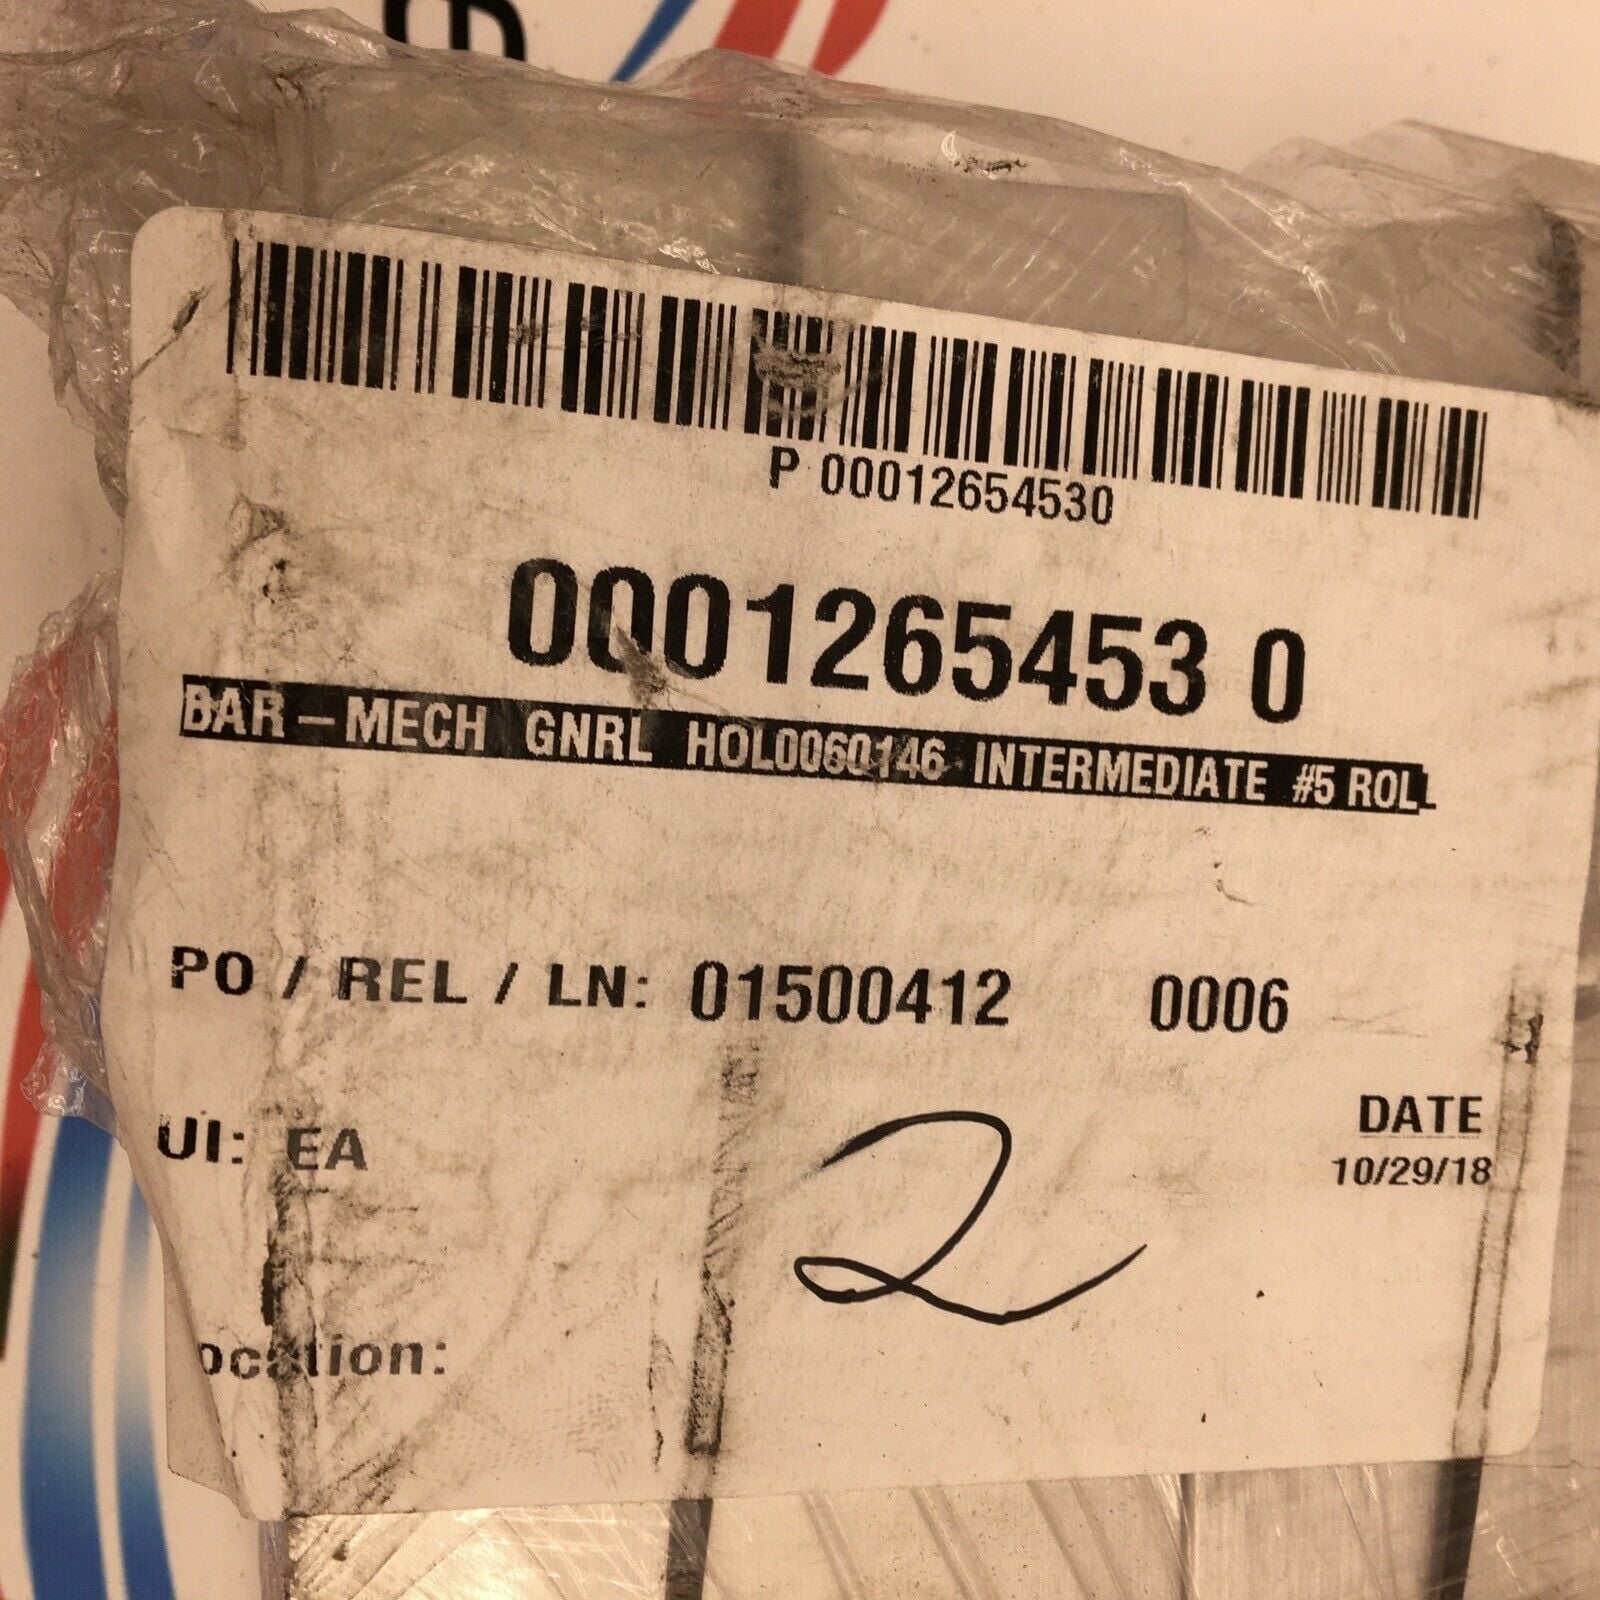 P 00012654530
0001265453 0
BAR-MECH GNRL HOL0060146 INTERMEDIATE #5 ROLL
PO / REL / LN: 01500412 0006
DATE
UI: EA
10/29/18
2
ocation: